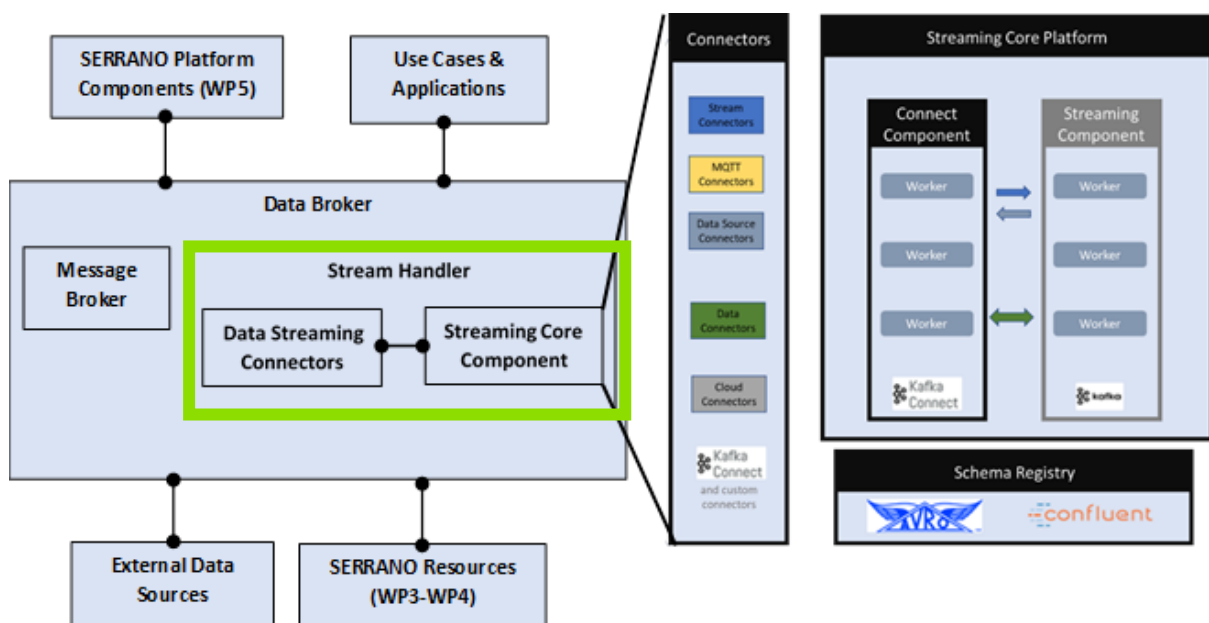 SERRANO Platform
Components (WP5)
Use Cases &
Applications
Data Broker
Message
Broker
Stream Handler
Data Streaming
Connectors
Streaming Core
Component
External Data
Sources
SERRANO Resources
(WP3-WP4)
Connectors
Stream
Connectors
MQTT
Connectors
Data Source
Connectors
Data
Connectors
Cloud
Connectors
Kafka
Connect
and custom
connectors
Streaming Core Platform
Connect
Component
Worker
Worker
Worker
Kafka
Connect
Streaming
Component
Worker
Worker
Worker
kafka
Schema Registry
AVRO
confluent